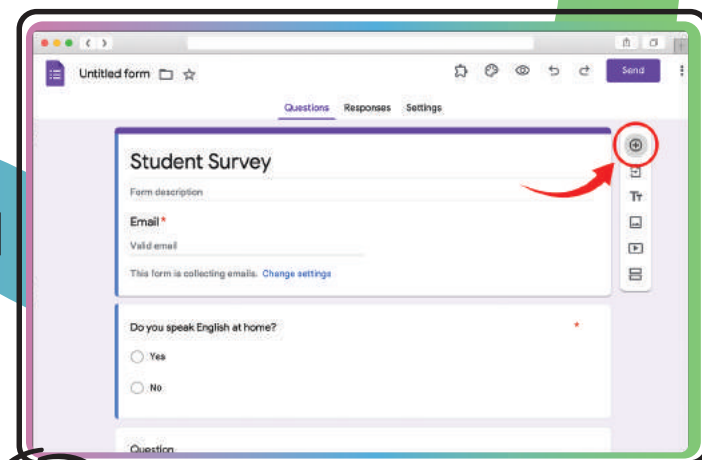 Untitled form
Send
Questions Responses Settings
Student Survey
Form description
TT
Email *
Valid email
This form is collecting emails. Change settings
Do you speak English at home? *
Yes
No
Question